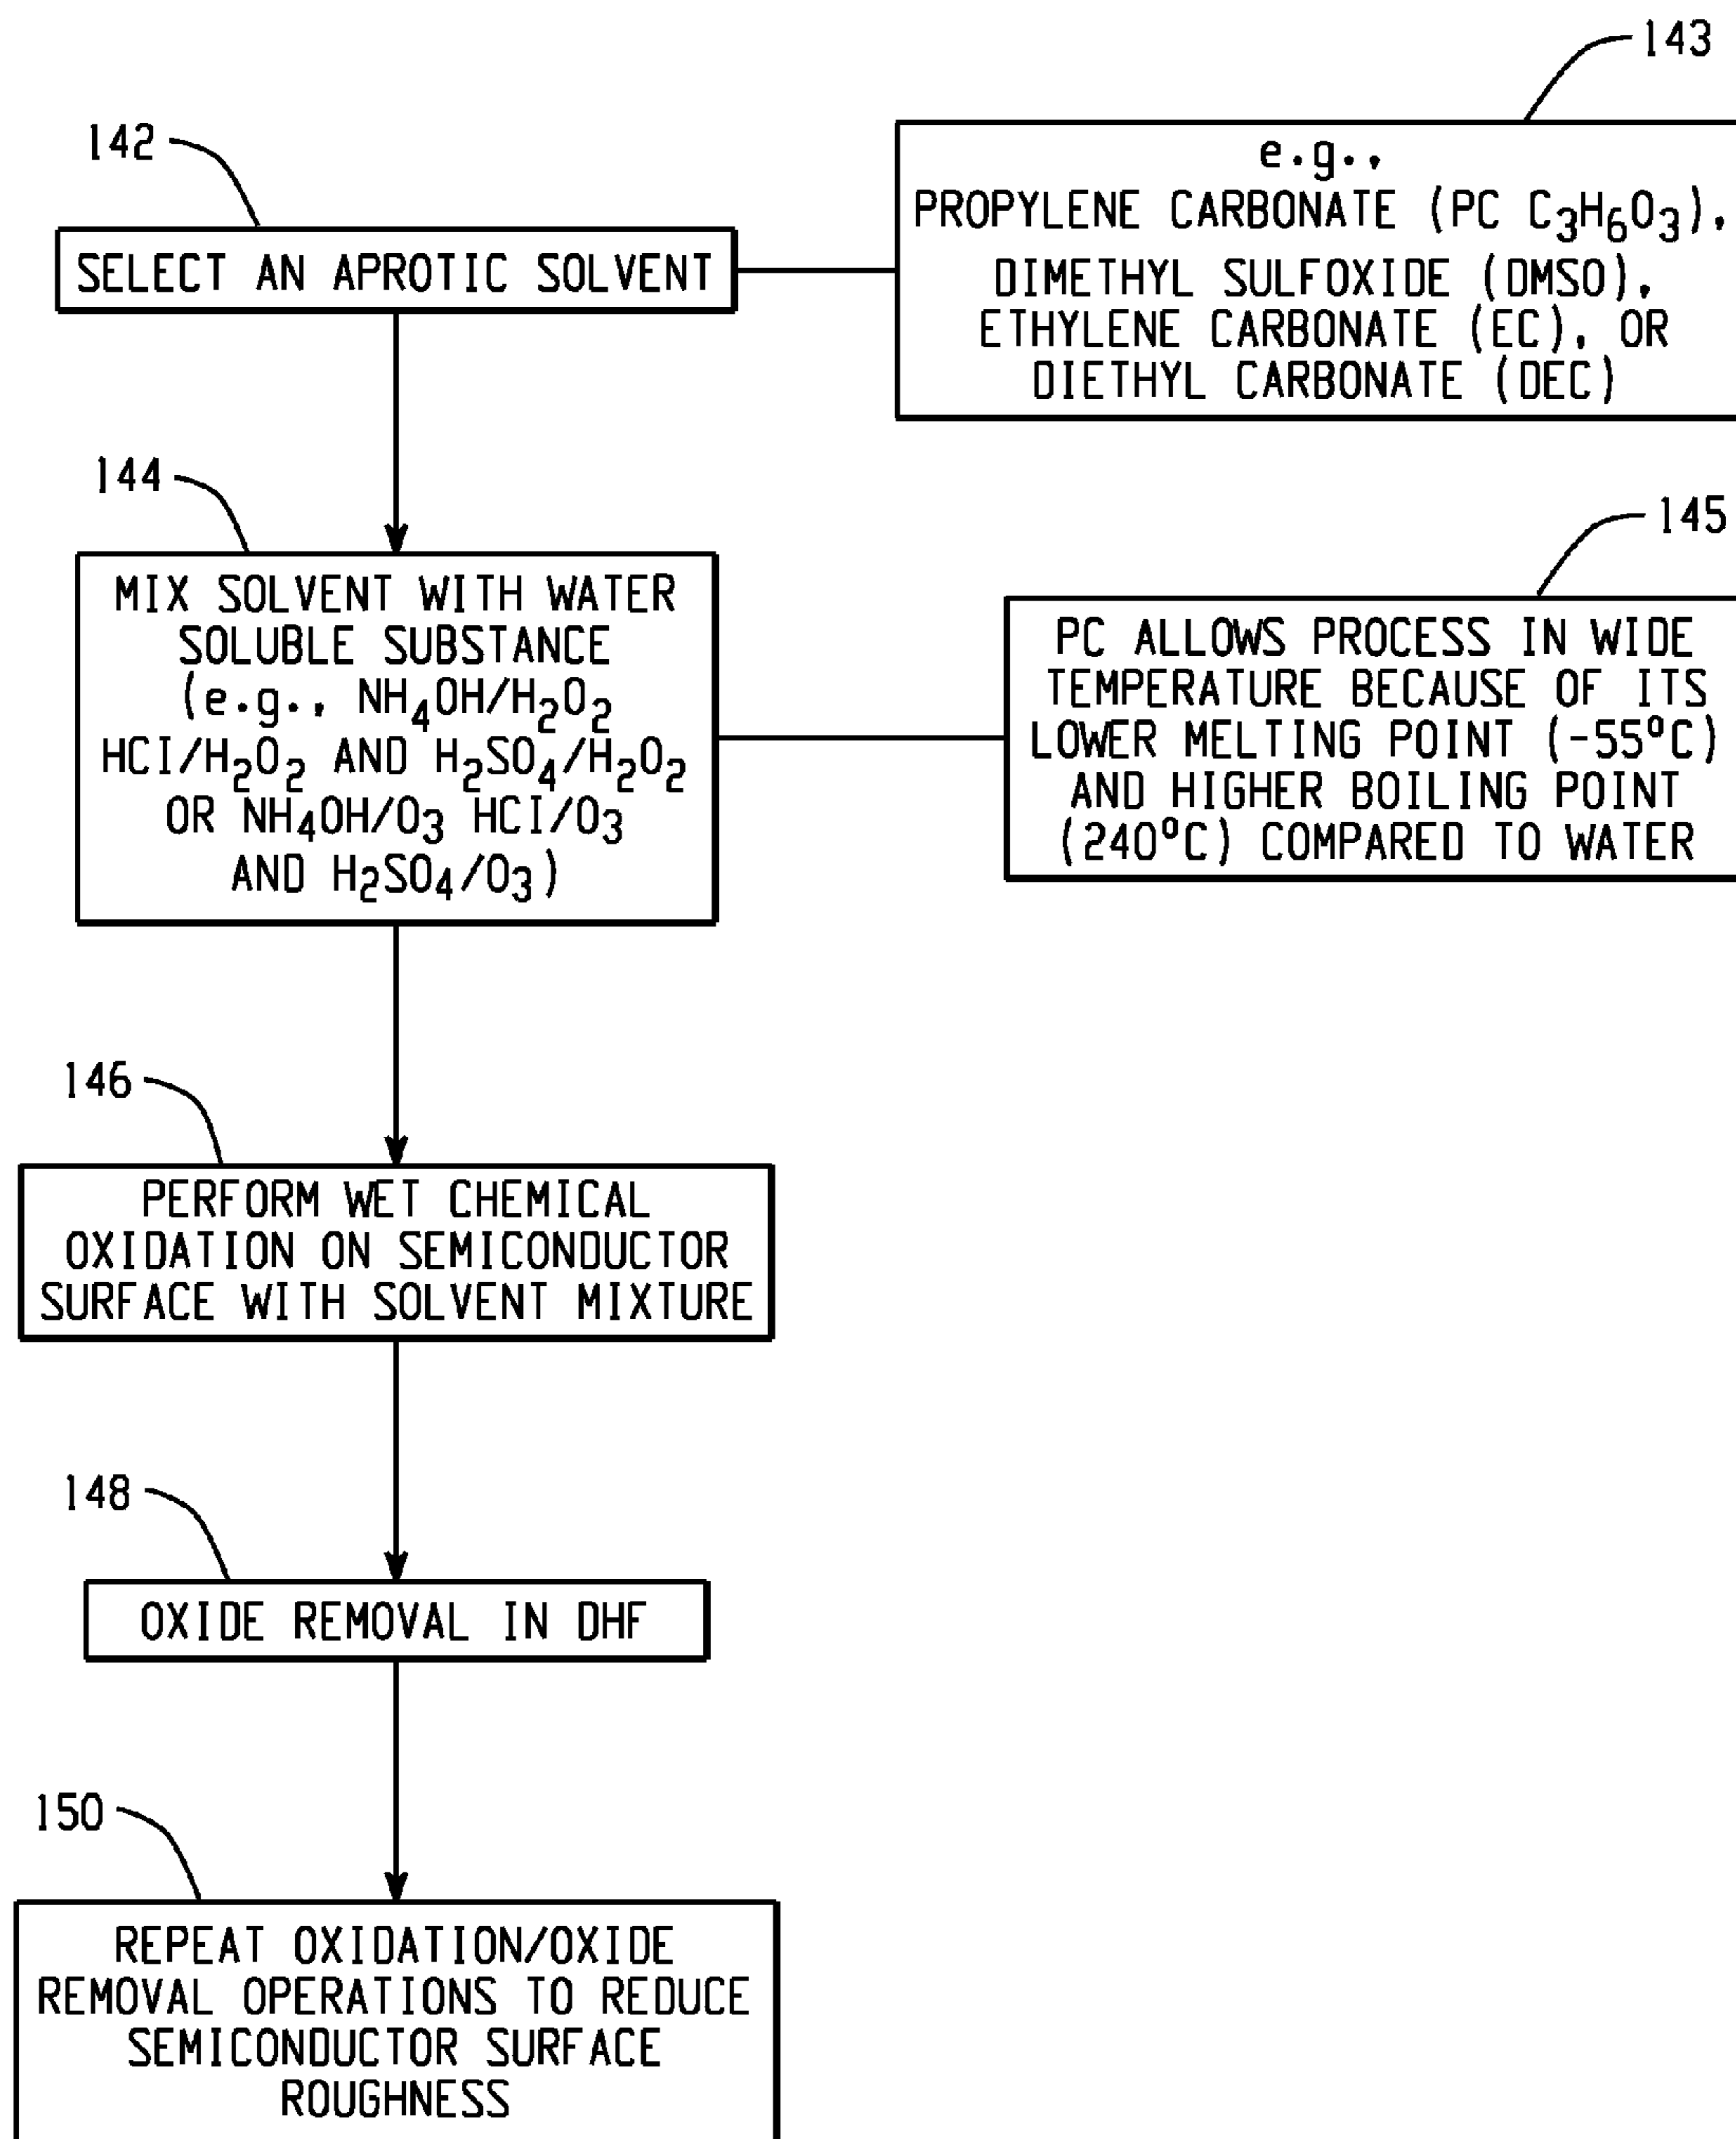 143
142
e.g.,
PROPYLENE CARBONATE (PC C₃H₆O₃),
SELECT AN APROTIC SOLVENT
DIMETHYL SULFOXIDE (DMSO),
ETHYLENE CARBONATE (EC), OR
DIETHYL CARBONATE (DEC)
144
145
MIX SOLVENT WITH WATER
SOLUBLE SUBSTANCE
(e.g., NH₄OH/H₂O₂
HCI/H₂O₂ AND H₂SO₄/H₂O₂
OR NH₄OH/O₃ HCI/O₃
AND H₂SO₄/O₃)
PC ALLOWS PROCESS IN WIDE
TEMPERATURE BECAUSE OF ITS
LOWER MELTING POINT (-55°C)
AND HIGHER BOILING POINT
(240°C) COMPARED TO WATER
146
PERFORM WET CHEMICAL
OXIDATION ON SEMICONDUCTOR
SURFACE WITH SOLVENT MIXTURE
148
OXIDE REMOVAL IN DHF
150
REPEAT OXIDATION/OXIDE
REMOVAL OPERATIONS TO REDUCE
SEMICONDUCTOR SURFACE
ROUGHNESS